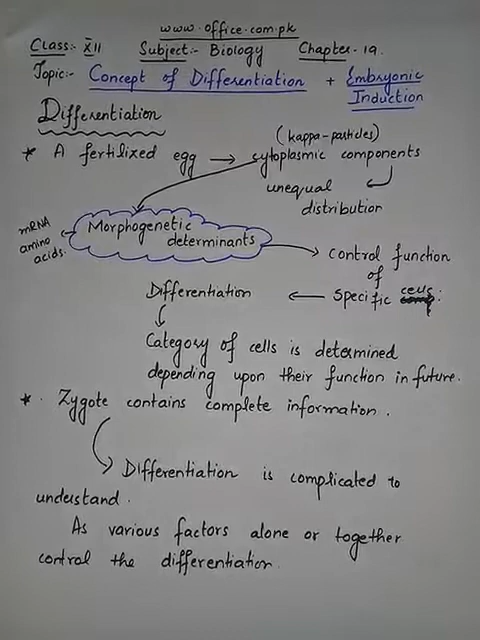 www.office.com.pk
Class:- XII Subject:- Biology Chapter-19.
Topic:- Concept of Differentiation + Embryonic
Induction
Differentiation
(kappa-particles)
* A fertilized egg → cytoplasmic components
unequal
distribution
mRNA
amino
acids.
Morphogenetic
determinants
control function
of
Differentiation ← Specific cells:
Category of cells is determined
depending upon their function in future.
* Zygote contains complete information.
Differentiation is complicated to
understand.
As various factors alone or together
control the differentiation.